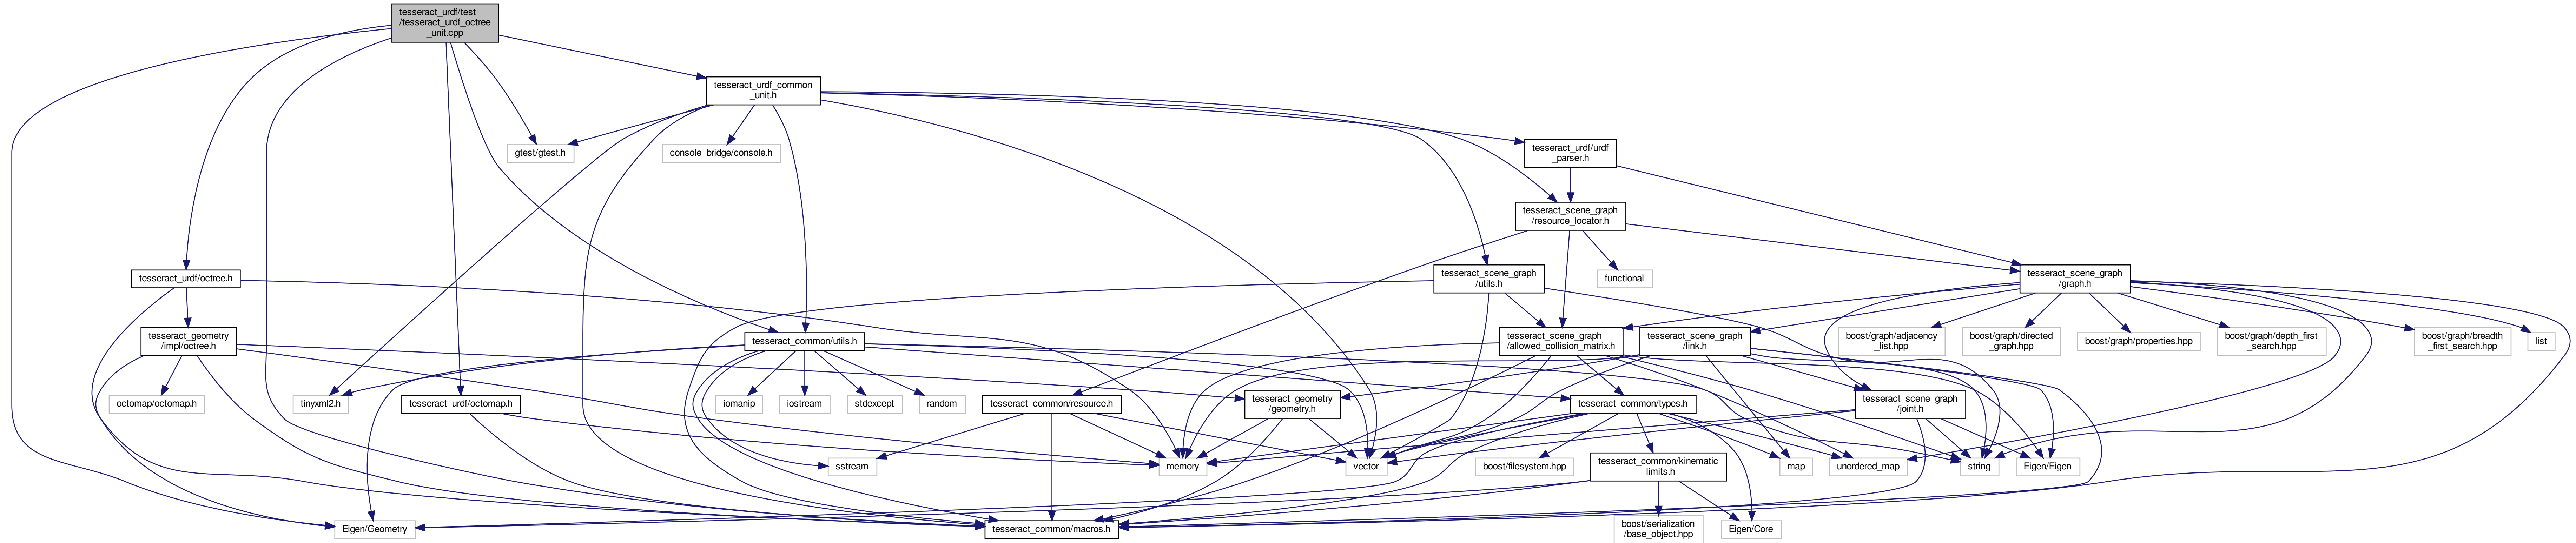 tesseract_urdf/test
/tesseract_urdf_octree
_unit.cpp
tesseract_urdf_common
_unit.h
gtest/gtest.h
console_bridge/console.h
tesseract_urdf/urdf
_parser.h
tesseract_scene_graph
/resource_locator.h
tesseract_urdf/octree.h
tesseract_scene_graph
/utils.h
functional
tesseract_scene_graph
/graph.h
tesseract_geometry
/impl/octree.h
tesseract_common/utils.h
tesseract_scene_graph
/allowed_collision_matrix.h
tesseract_scene_graph
/link.h
boost/graph/adjacency
_list.hpp
boost/graph/directed
_graph.hpp
boost/graph/properties.hpp
boost/graph/depth_first
_search.hpp
boost/graph/breadth
_first_search.hpp
list
octomap/octomap.h
tinyxml2.h
tesseract_urdf/octomap.h
iomanip
iostream
stdexcept
random
tesseract_common/resource.h
tesseract_geometry
/geometry.h
tesseract_common/types.h
tesseract_scene_graph
/joint.h
sstream
memory
vector
boost/filesystem.hpp
tesseract_common/kinematic
_limits.h
map
unordered_map
string
Eigen/Eigen
Eigen/Geometry
tesseract_common/macros.h
boost/serialization
/base_object.hpp
Eigen/Core